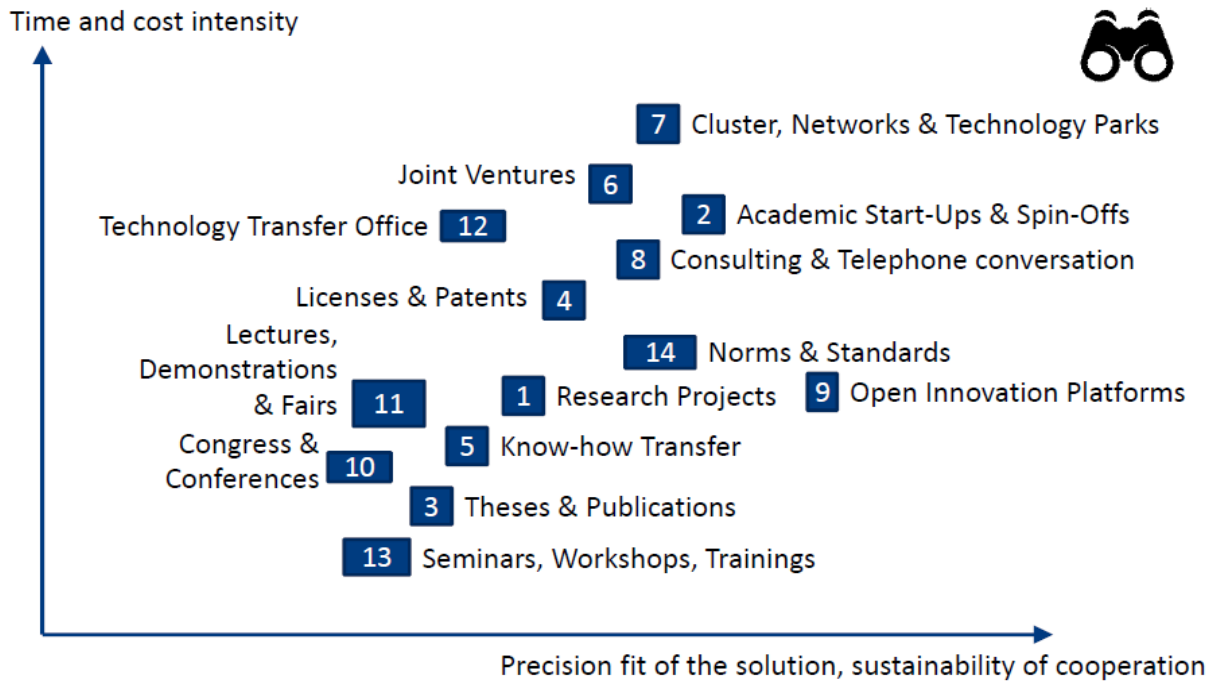 Time and cost intensity
7 Cluster, Networks & Technology Parks
Joint Ventures 6
2 Academic Start-Ups & Spin-Offs
Technology Transfer Office 12
8 Consulting & Telephone conversation
Licenses & Patents 4
Lectures,
Demonstrations
& Fairs 11
14 Norms & Standards
1 Research Projects
9 Open Innovation Platforms
Congress &
Conferences 10
5 Know-how Transfer
3 Theses & Publications
13 Seminars, Workshops, Trainings
Precision fit of the solution, sustainability of cooperation